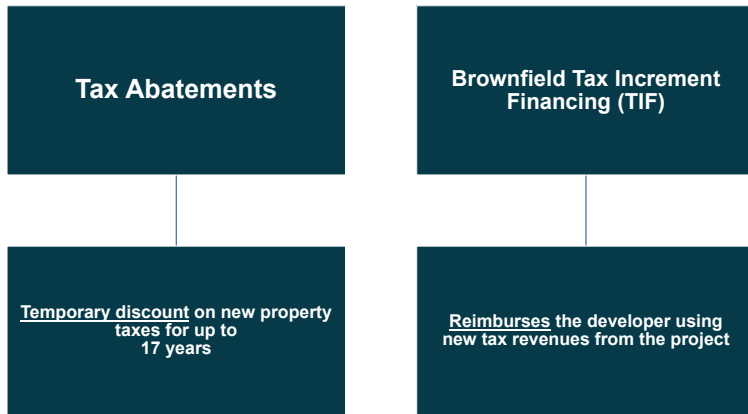 Tax Abatements
Brownfield Tax Increment
Financing (TIF)
Temporary discount on new property
taxes for up to
17 years
Reimburses the developer using
new tax revenues from the project